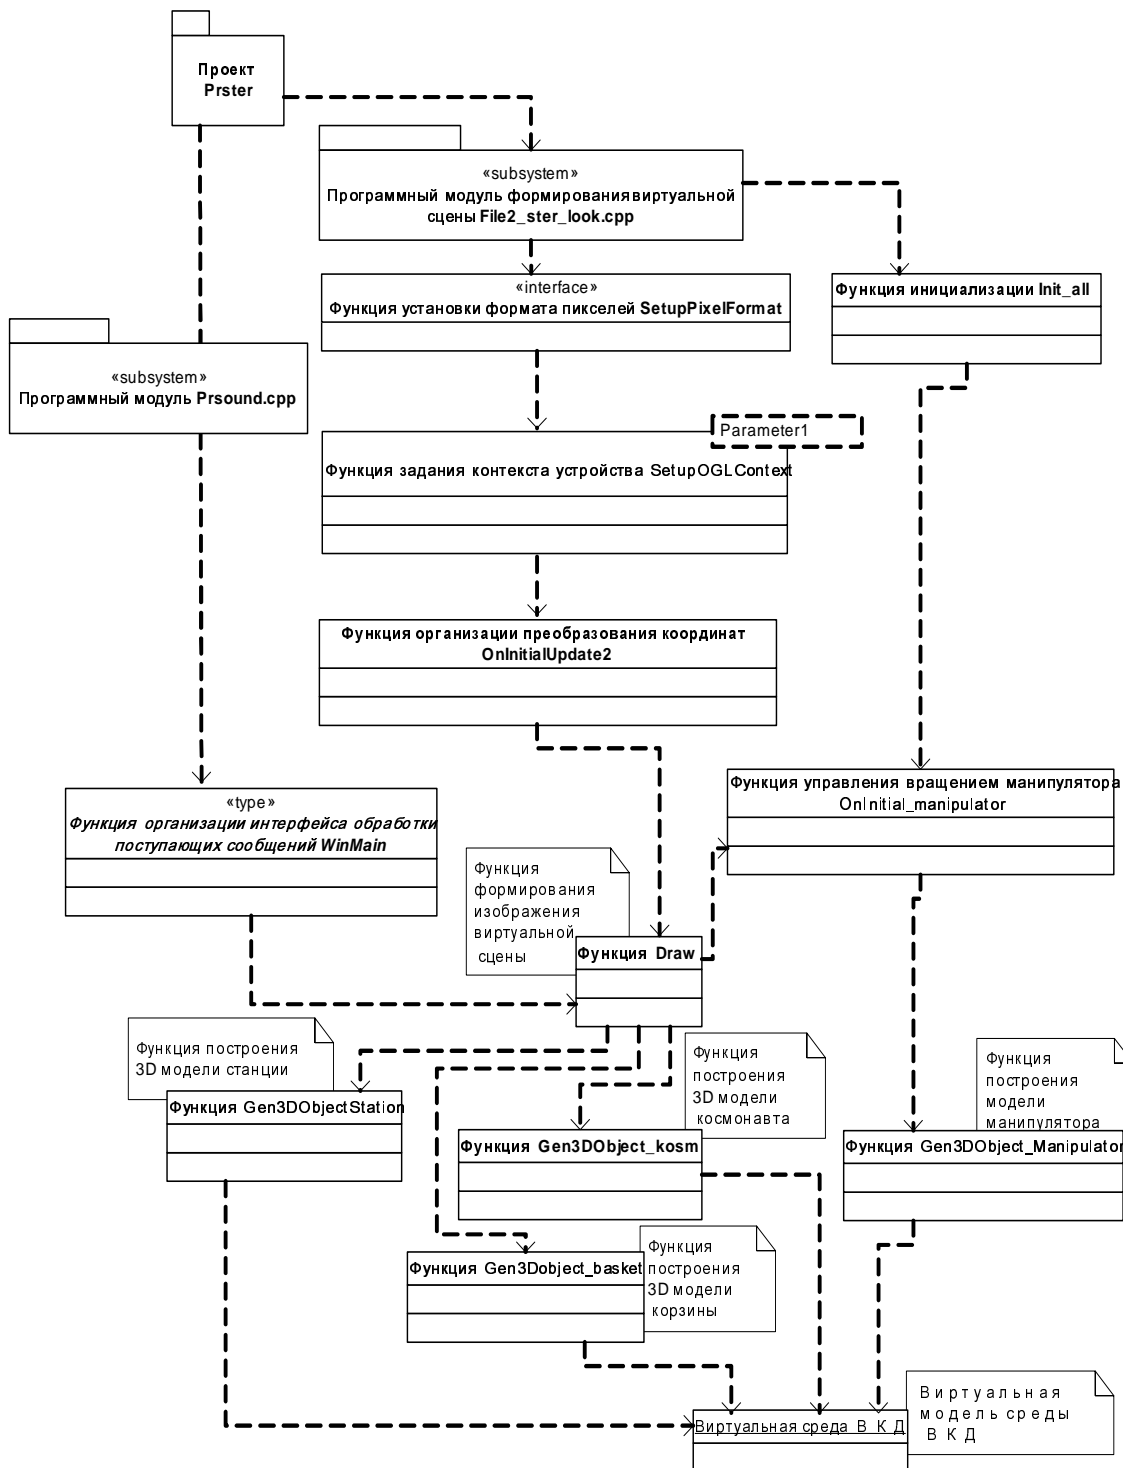 Проект
Prster
«subsystem»
Программный модуль формирования виртуальной
сцены File2_ster_look.cpp
«interface»
Функция установки формата пикселей SetupPixelFormat
Функция инициализации Init_all
«subsystem»
Программный модуль Prsound.cpp
Parameter1
Функция задания контекста устройства SetupOGLContext
Функция организации преобразования координат
OnInitialUpdate2
Функция управления вращением манипулятора
OnInitial_manipulator
«type»
Функция организации интерфейса обработки
поступающих сообщений WinMain
Функция
формирования
изображения
виртуальной
сцены
Функция Draw
Функция построения
3D модели станции
Функция Gen3DObjectStation
Функция
построения
3D модели
космонавта
Функция Gen3DObject_kosm
Функция
построения
модели
манипулятора
Функция Gen3DObject_Manipulator
Функция Gen3Dobject_basket
Функция
построения
3D модели
корзины
Виртуальная среда В К Д
Виртуальная
модель среды
В К Д